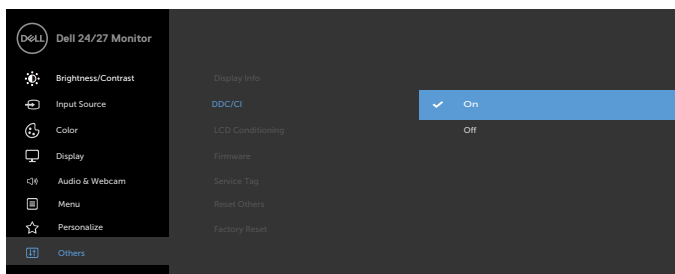 DELL
Dell 24/27 Monitor
Brightness/Contrast
Input Source
Color
Display
Audio & Webcam
Menu
Personalize
Others
Display Info
DDC/CI
LCD Conditioning
Firmware
Service Tag
Reset Others
Factory Reset
On
Off